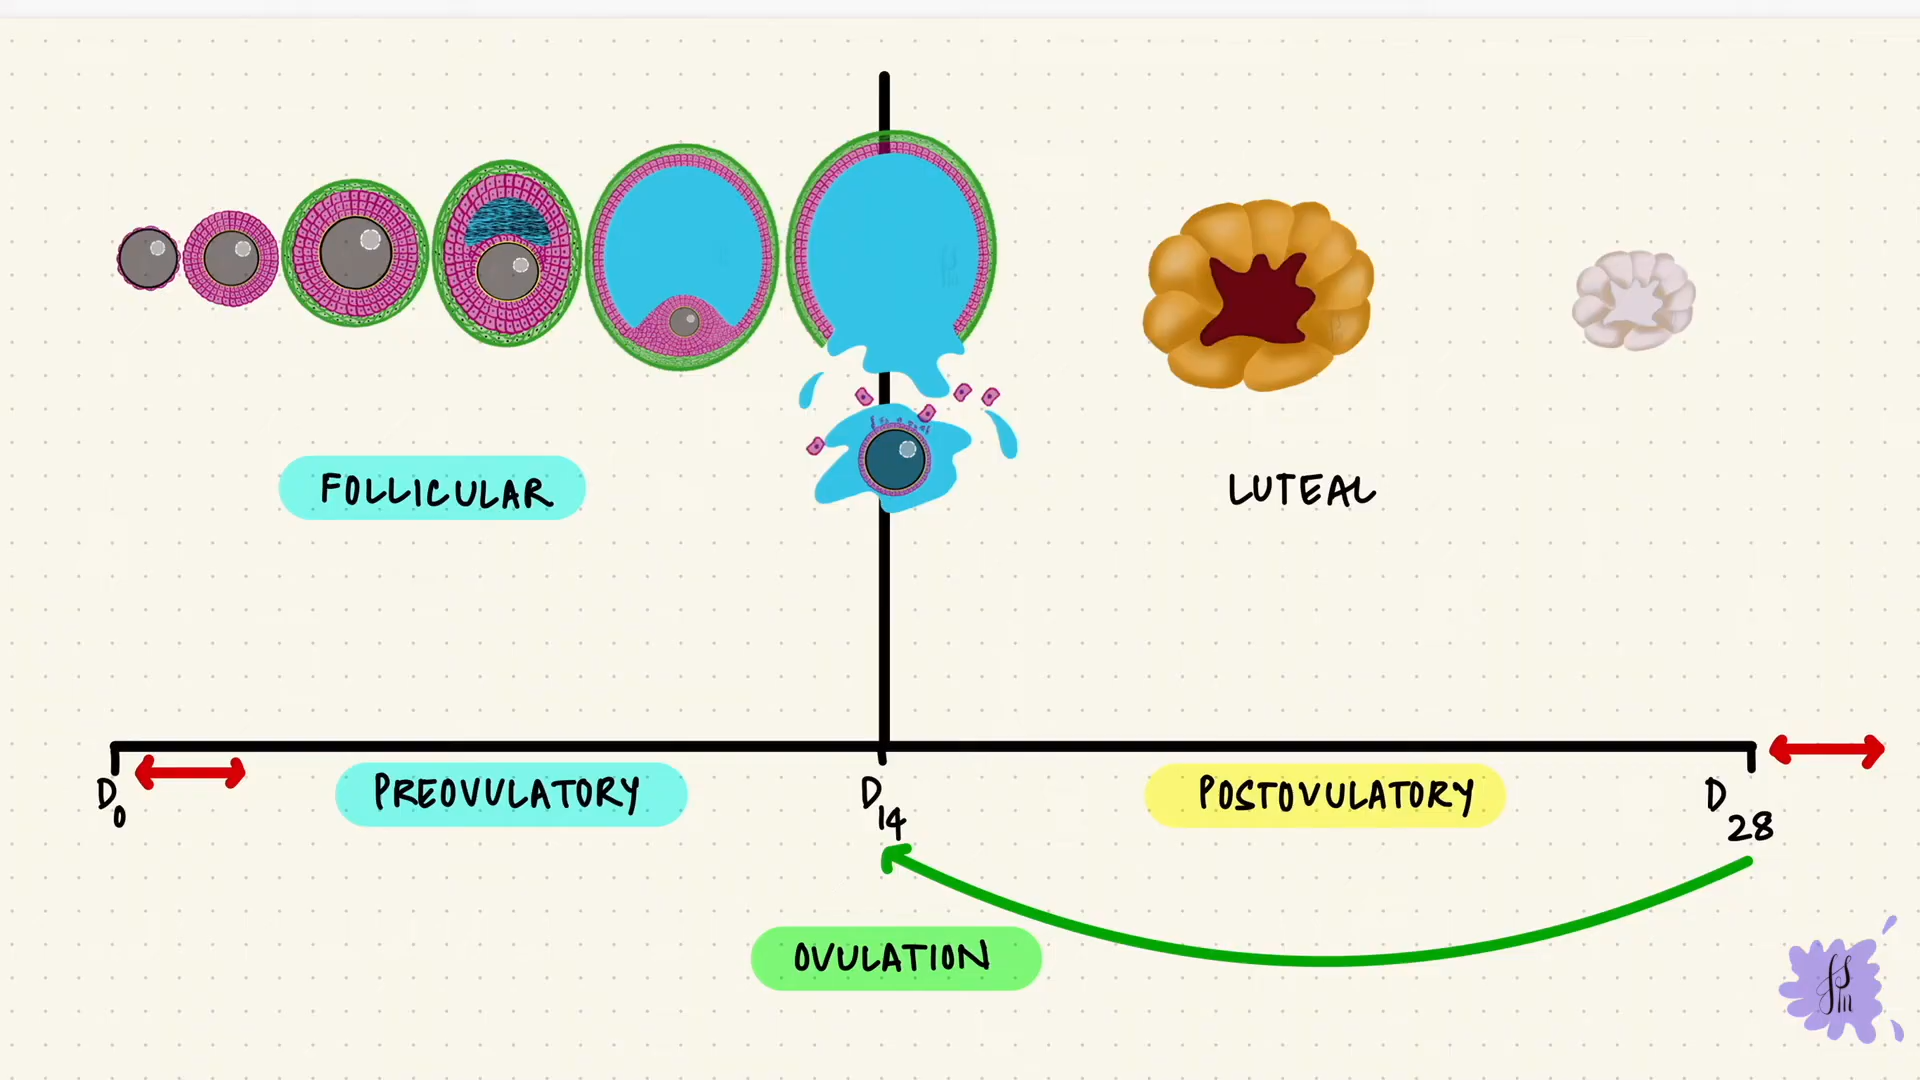 FOLLICULAR
LUTEAL
D0
PREOVULATORY
D14
POSTOVULATORY
D28
OVULATION